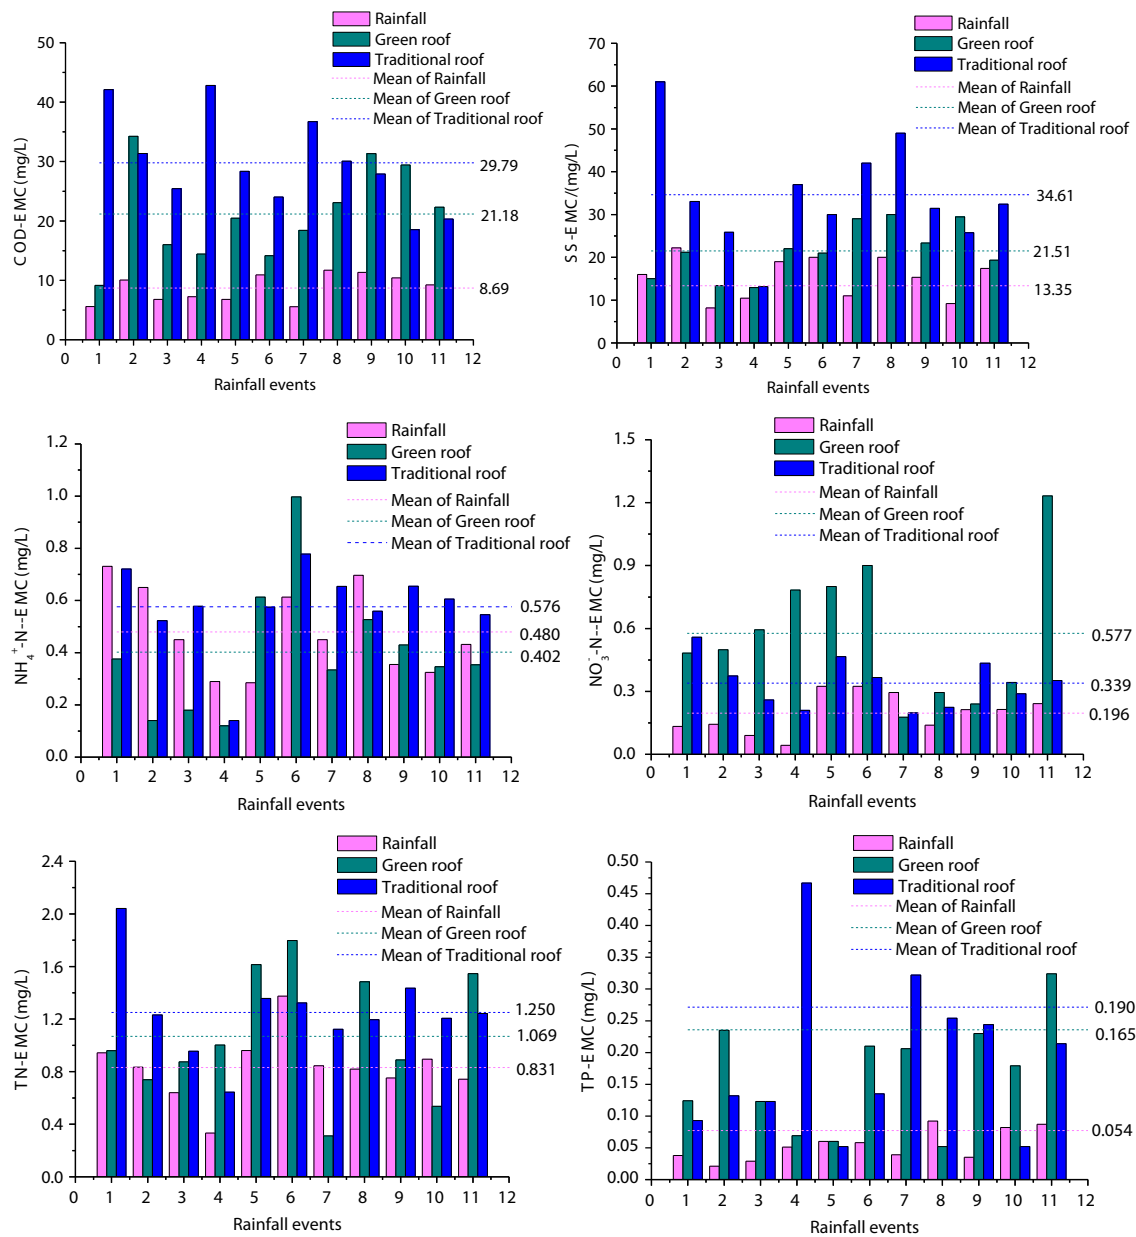 Rainfall
Green roof
Traditional roof
Mean of Rainfall
Mean of Green roof
Mean of Traditional roof
COD-EMC (mg/L)
50
40
30
20
10
0
29.79
21.18
8.69
0 1 2 3 4 5 6 7 8 9 10 11 12
Rainfall events
Rainfall
Green roof
Traditional roof
Mean of Rainfall
Mean of Green roof
Mean of Traditional roof
SS-EMC/(mg/L)
70
60
50
40
30
20
10
0
34.61
21.51
13.35
0 1 2 3 4 5 6 7 8 9 10 11 12
Rainfall events
Rainfall
Green roof
Traditional roof
Mean of Rainfall
Mean of Green roof
Mean of Traditional roof
NH₄⁺-N--EMC (mg/L)
1.2
1.0
0.8
0.6
0.4
0.2
0.0
0.576
0.480
0.402
0 1 2 3 4 5 6 7 8 9 10 11 12
Rainfall events
Rainfall
Green roof
Traditional roof
Mean of Rainfall
Mean of Green roof
Mean of Traditional roof
NO₃⁻-N--EMC (mg/L)
1.5
1.2
0.9
0.6
0.3
0.0
0.577
0.339
0.196
0 1 2 3 4 5 6 7 8 9 10 11 12
Rainfall events
Rainfall
Green roof
Traditional roof
Mean of Rainfall
Mean of Green roof
Mean of Traditional roof
TN-EMC (mg/L)
2.4
2.0
1.6
1.2
0.8
0.4
0.0
1.250
1.069
0.831
0 1 2 3 4 5 6 7 8 9 10 11 12
Rainfall events
Rainfall
Green roof
Traditional roof
Mean of Rainfall
Mean of Green roof
Mean of Traditional roof
TP-EMC (mg/L)
0.50
0.45
0.40
0.35
0.30
0.25
0.20
0.15
0.10
0.05
0.00
0.190
0.165
0.054
0 1 2 3 4 5 6 7 8 9 10 11 12
Rainfall events